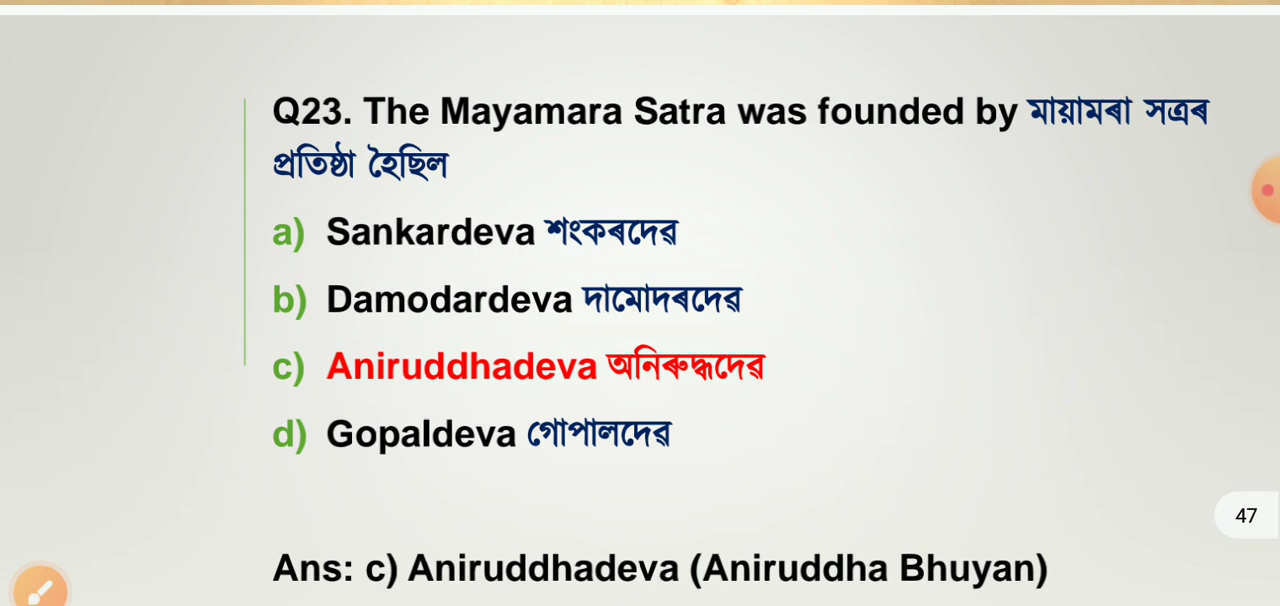 Q23. The Mayamara Satra was founded by মায়ামৰা সত্ৰৰ
প্ৰতিষ্ঠা হৈছিল
a) Sankardeva শংকৰদেৱ
b) Damodardeva দামোদৰদেৱ
c) Aniruddhadeva অনিৰুদ্ধদেৱ
d) Gopaldeva গোপালদেৱ
47
Ans: c) Aniruddhadeva (Aniruddha Bhuyan)